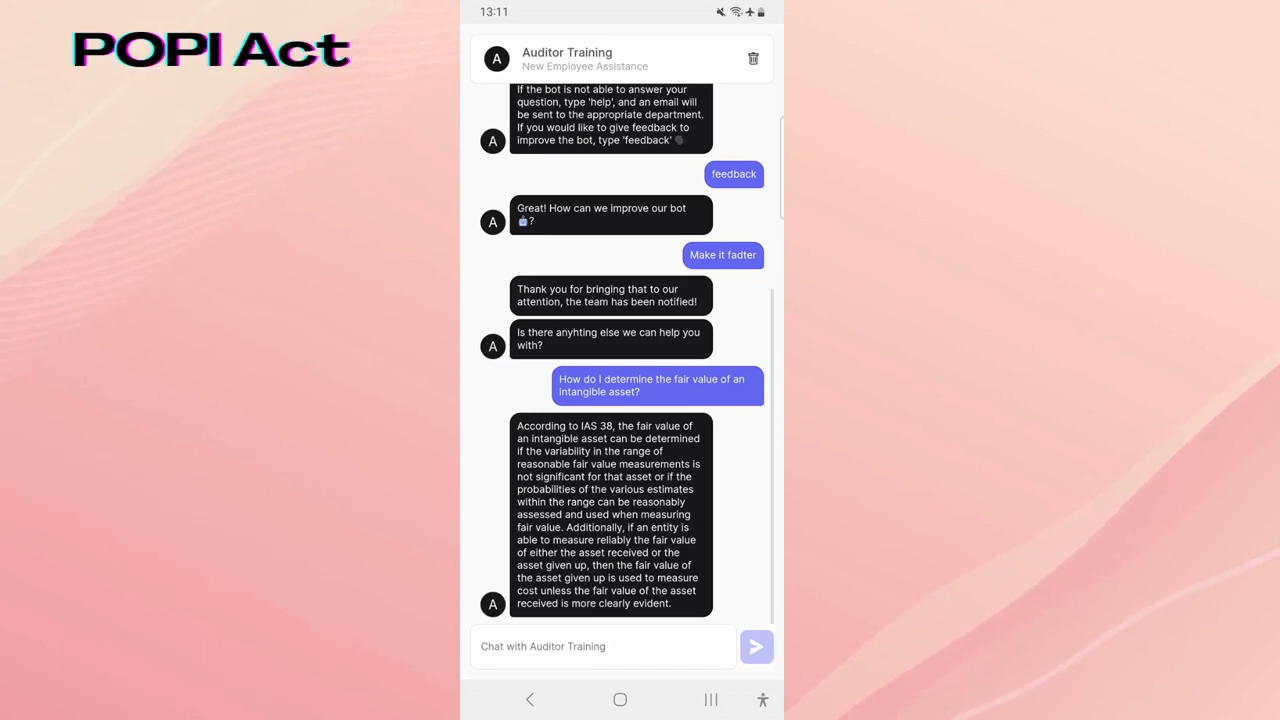 POPI Act
13:11
A
Auditor Training
New Employee Assistance
If the bot is not able to answer your
question, type 'help', and an email will
be sent to the appropriate department.
If you would like to give feedback to
improve the bot, type 'feedback'
A
feedback
Great! How can we improve our bot
?
A
Make it fadter
Thank you for bringing that to our
attention, the team has been notified!
Is there anyhting else we can help you
with?
A
How do I determine the fair value of an
intangible asset?
According to IAS 38, the fair value of
an intangible asset can be determined
if the variability in the range of
reasonable fair value measurements is
not significant for that asset or if the
probabilities of the various estimates
within the range can be reasonably
assessed and used when measuring
fair value. Additionally, if an entity is
able to measure reliably the fair value
of either the asset received or the
asset given up, then the fair value of
the asset given up is used to measure
cost unless the fair value of the asset
received is more clearly evident.
A
Chat with Auditor Training